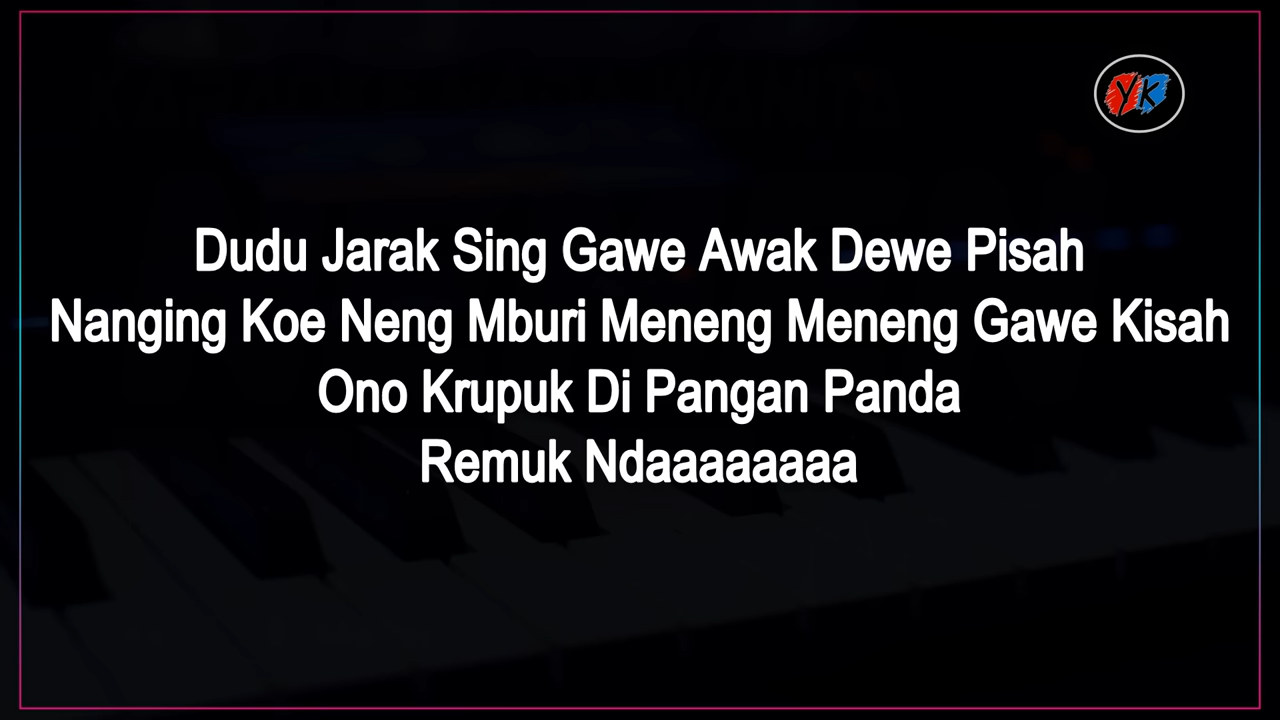 YK
Dudu Jarak Sing Gawe Awak Dewe Pisah
Nanging Koe Neng Mburi Meneng Meneng Gawe Kisah
Ono Krupuk Di Pangan Panda
Remuk Ndaaaaaaaa